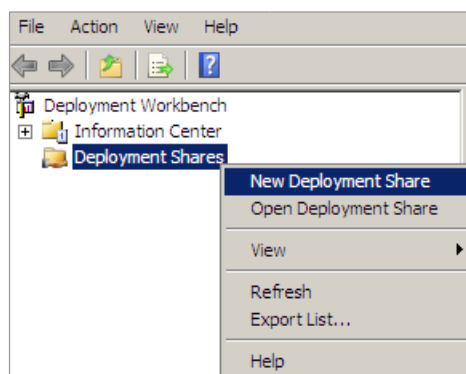 File Action View Help
Deployment Workbench
Information Center
Deployment Shares
New Deployment Share
Open Deployment Share
View
Refresh
Export List...
Help